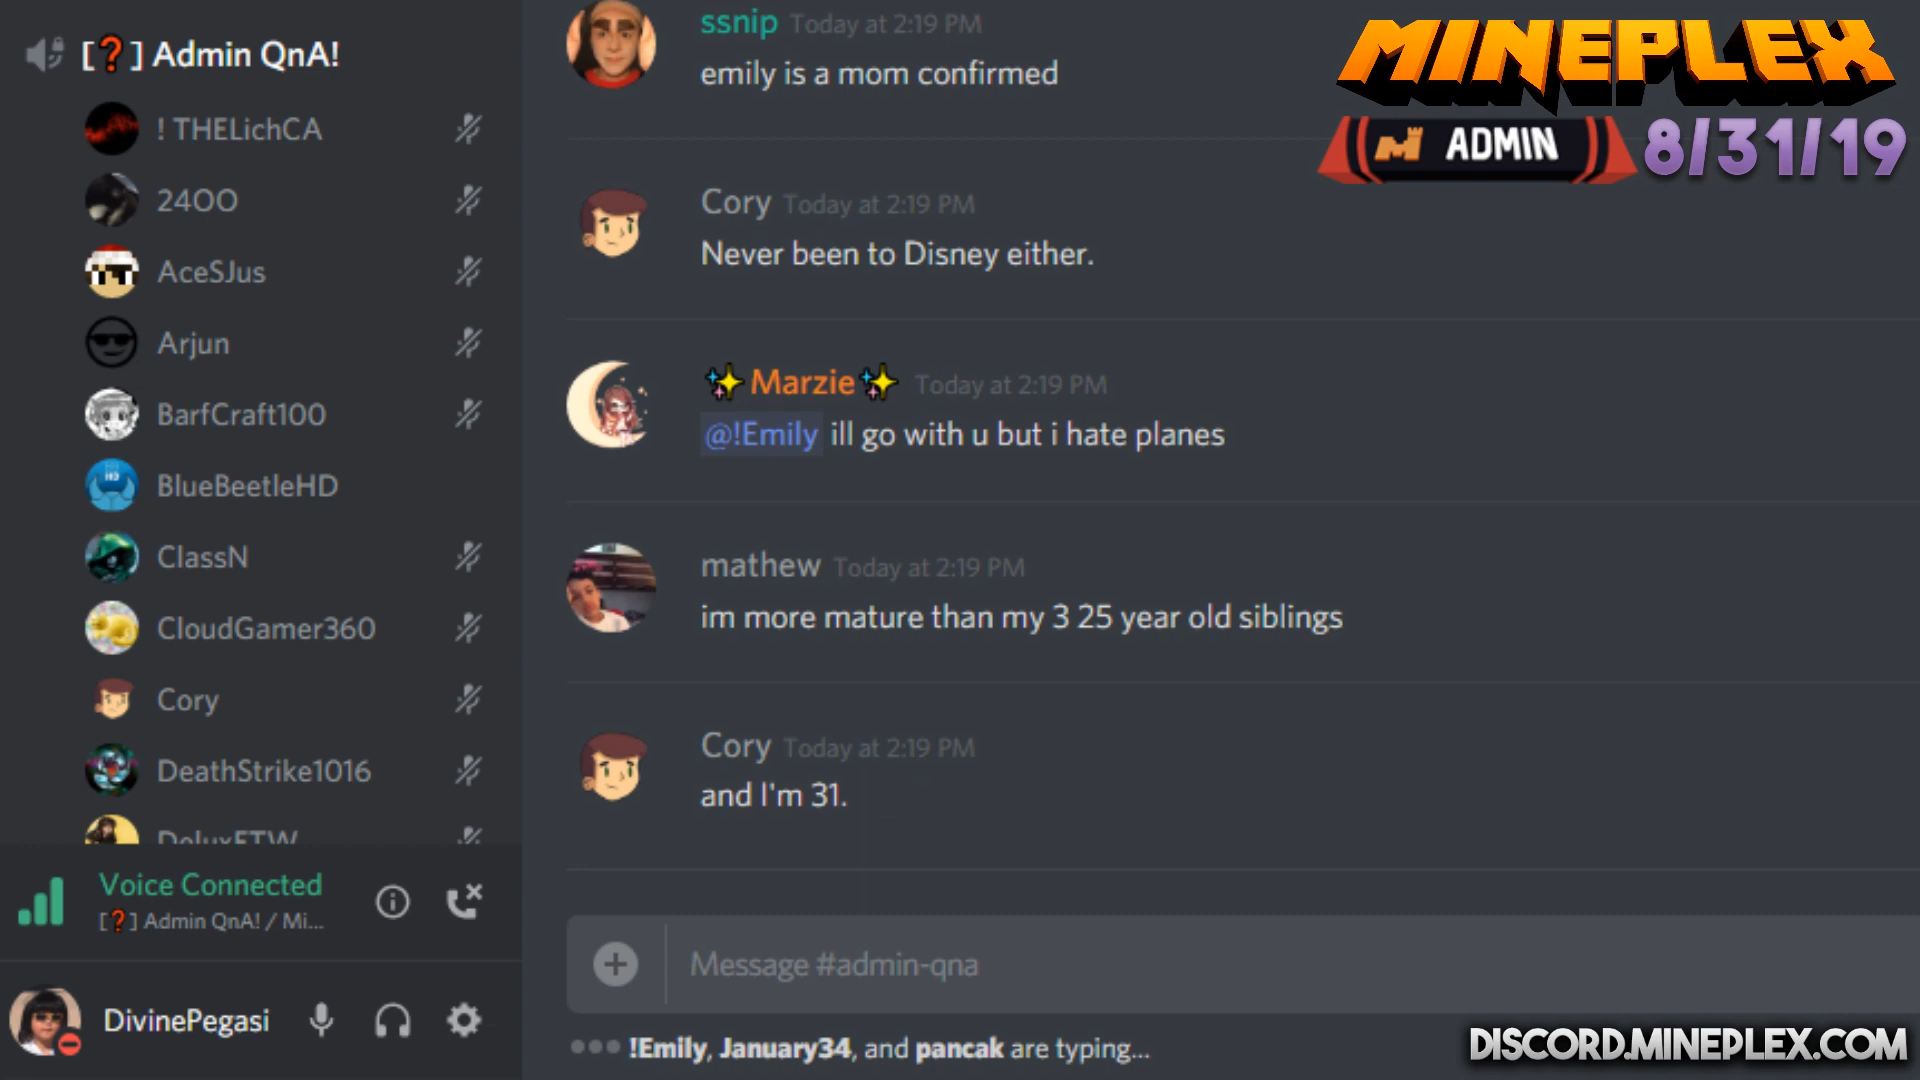 [❓] Admin QnA!
! THELichCA
24OO
AceSJus
Arjun
BarfCraft100
BlueBeetleHD
ClassN
CloudGamer360
Cory
DeathStrike1016
DeluxFTW
Voice Connected
[❓] Admin QnA! / Mi...
DivinePegasi
ssnip Today at 2:19 PM
emily is a mom confirmed
Cory Today at 2:19 PM
Never been to Disney either.
✨Marzie✨ Today at 2:19 PM
@!Emily ill go with u but i hate planes
mathew Today at 2:19 PM
im more mature than my 3 25 year old siblings
Cory Today at 2:19 PM
and I'm 31.
Message #admin-qna
!Emily, January34, and pancak are typing...
MINEPLEX
ADMIN 8/31/19
DISCORD.MINEPLEX.COM